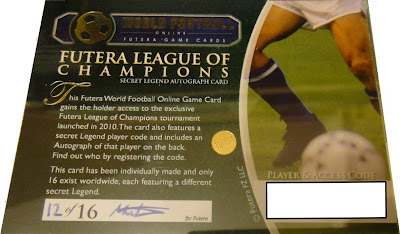 WORLD FOOTBALL
ONLINE
FUTERA GAME CARDS
FUTERA LEAGUE OF
CHAMPIONS
SECRET LEGEND AUTOGRAPH CARD
This Futera World Football Online Game Card
gains the holder access to the exclusive
Futera League of Champions tournament
launched in 2010. The card also features a
secret Legend player code and includes an
Autograph of that player on the back.
Find out who by registering the code.
This card has been individually made and only
16 exist worldwide, each featuring a different
secret Legend.
12 of 16
for Futera
PLAYER & ACCESS CODE
© Futera FZ LLC